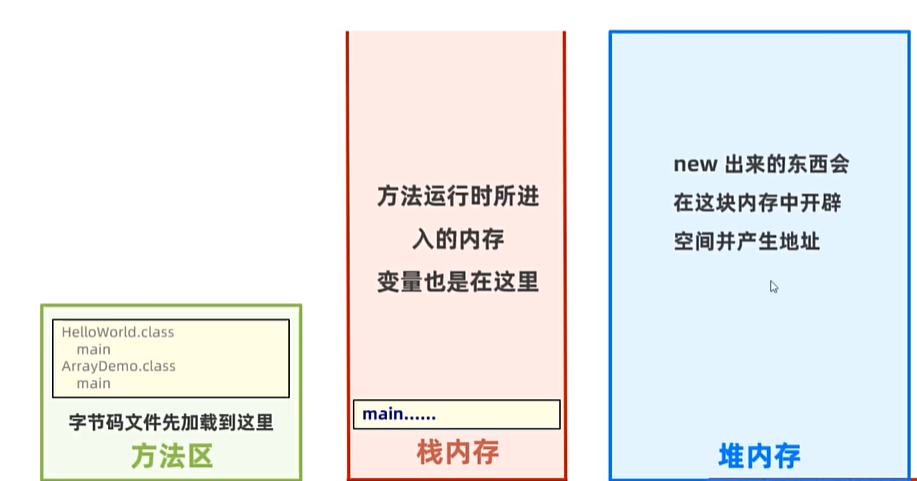 HelloWorld.class
main
ArrayDemo.class
main
字节码文件先加载到这里
方法区
方法运行时所进
入的内存
变量也是在这里
main......
栈内存
new 出来的东西会
在这块内存中开辟
空间并产生地址
堆内存